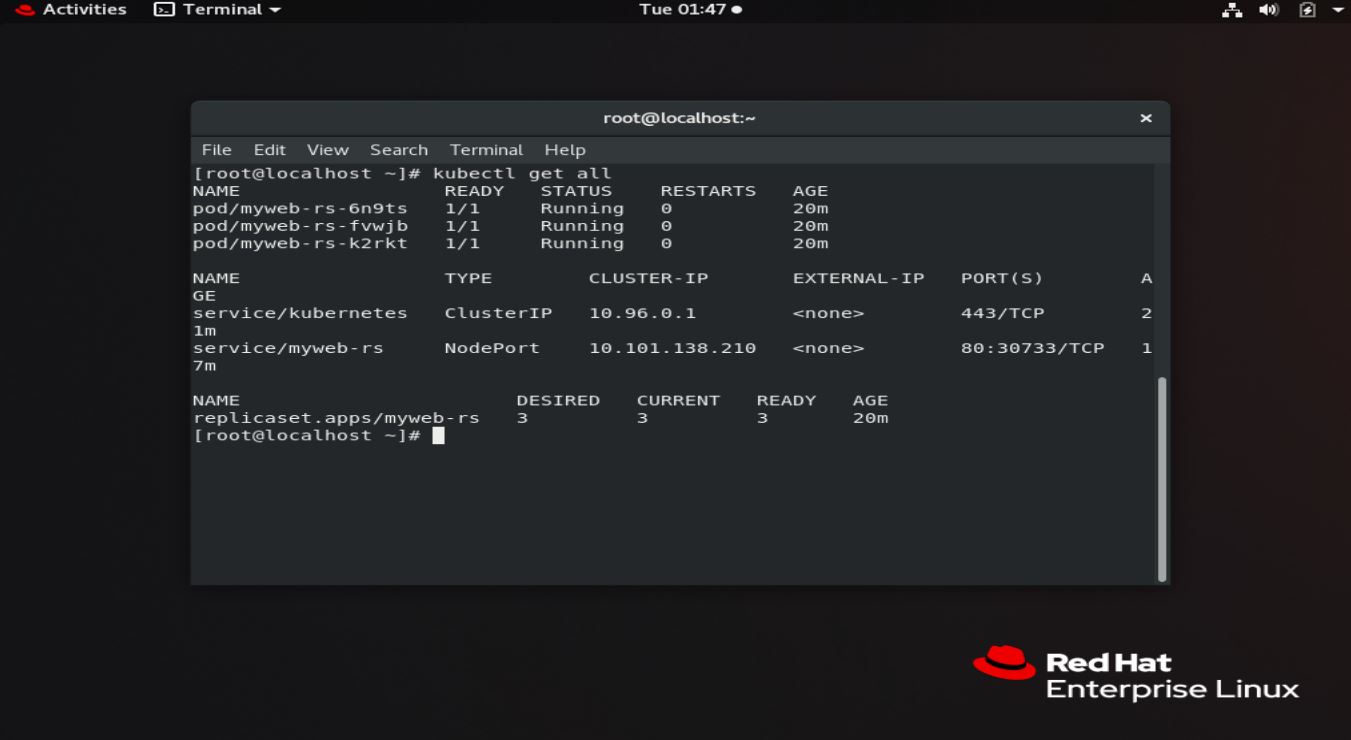 Activities Terminal Tue 01:47
root@localhost:~ ×
File Edit View Search Terminal Help
[root@localhost ~]# kubectl get all
NAME READY STATUS RESTARTS AGE
pod/myweb-rs-6n9ts 1/1 Running 0 20m
pod/myweb-rs-fvwjb 1/1 Running 0 20m
pod/myweb-rs-k2rkt 1/1 Running 0 20m
NAME TYPE CLUSTER-IP EXTERNAL-IP PORT(S) A
GE
service/kubernetes ClusterIP 10.96.0.1 <none> 443/TCP 2
1m
service/myweb-rs NodePort 10.101.138.210 <none> 80:30733/TCP 1
7m
NAME DESIRED CURRENT READY AGE
replicaset.apps/myweb-rs 3 3 3 20m
[root@localhost ~]#
Red Hat
Enterprise Linux